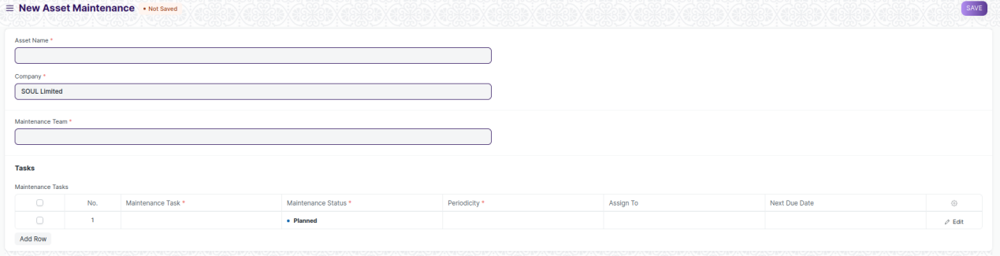 New Asset Maintenance • Not Saved SAVE
Asset Name *
Company *
SOUL Limited
Maintenance Team *
Tasks
Maintenance Tasks
No. Maintenance Task * Maintenance Status * Periodicity * Assign To Next Due Date
1 • Planned Edit
Add Row